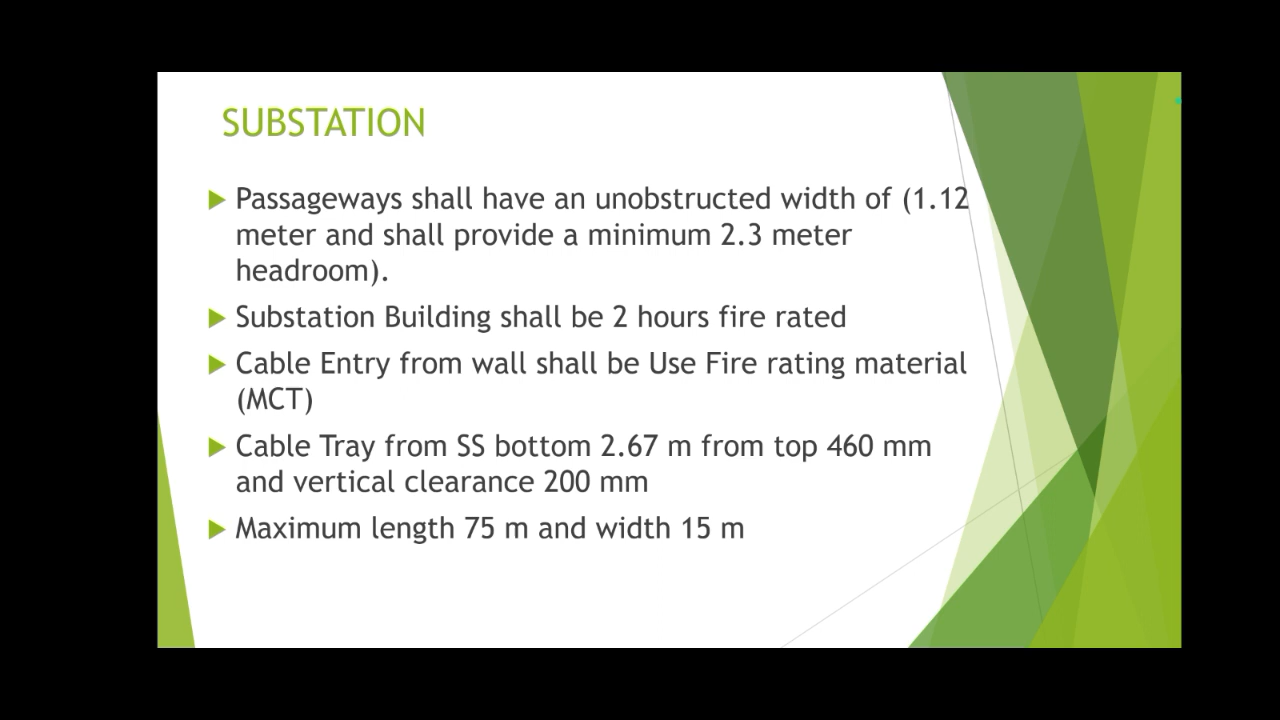 SUBSTATION
Passageways shall have an unobstructed width of (1.12
meter and shall provide a minimum 2.3 meter
headroom).
Substation Building shall be 2 hours fire rated
Cable Entry from wall shall be Use Fire rating material
(MCT)
Cable Tray from SS bottom 2.67 m from top 460 mm
and vertical clearance 200 mm
Maximum length 75 m and width 15 m